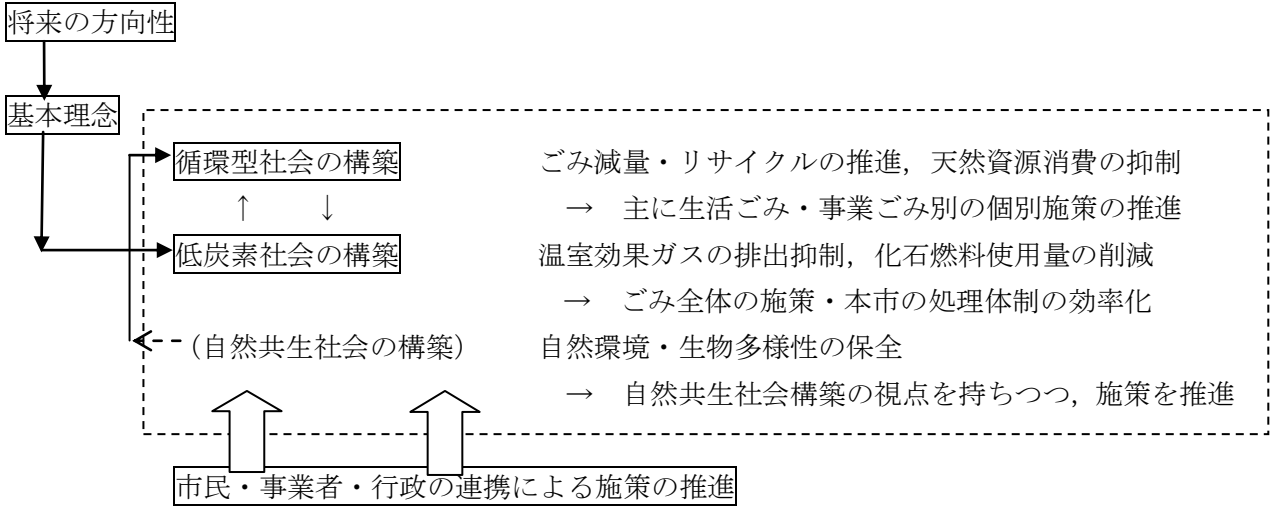 将来の方向性
基本理念
循環型社会の構築 ごみ減量・リサイクルの推進，天然資源消費の抑制
↑ ↓ → 主に生活ごみ・事業ごみ別の個別施策の推進
低炭素社会の構築 温室効果ガスの排出抑制，化石燃料使用量の削減
→ ごみ全体の施策・本市の処理体制の効率化
（自然共生社会の構築） 自然環境・生物多様性の保全
→ 自然共生社会構築の視点を持ちつつ，施策を推進
市民・事業者・行政の連携による施策の推進